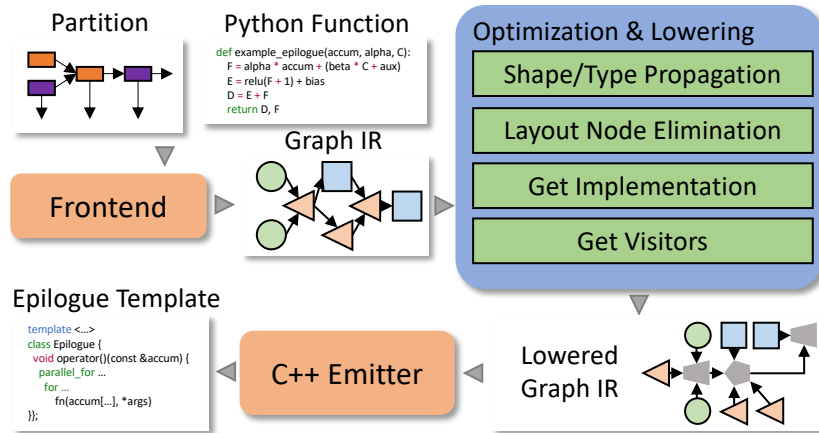 Partition
Python Function
def example_epilogue(accum, alpha, C):
F = alpha * accum + (beta * C + aux)
E = relu(F + 1) + bias
D = E + F
return D, F
Optimization & Lowering
Shape/Type Propagation
Layout Node Elimination
Get Implementation
Get Visitors
Graph IR
Frontend
Epilogue Template
template <...>
class Epilogue {
void operator()(const &accum) {
parallel_for ...
for ...
fn(accum[...], *args)
}};
C++ Emitter
Lowered
Graph IR